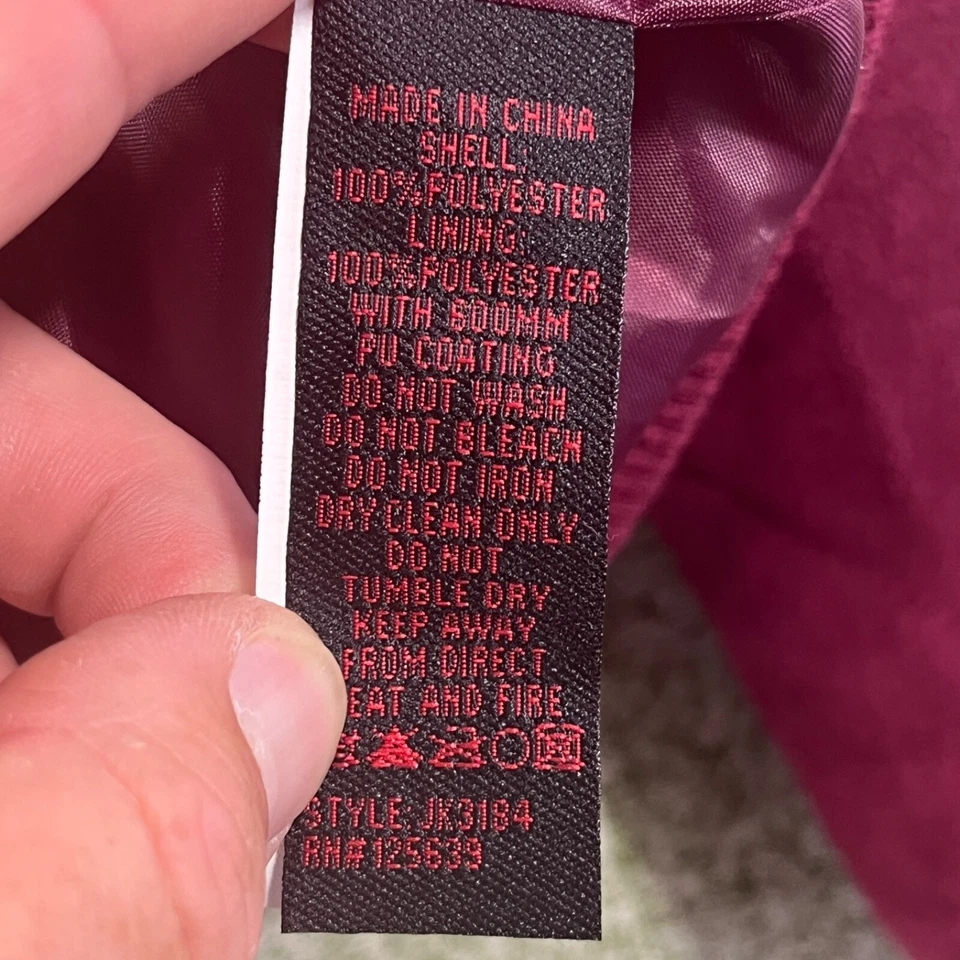 MADE IN CHINA
SHELL:
100%POLYESTER
LINING:
100%POLYESTER
WITH 600MM
PU COATING
DO NOT WASH
DO NOT BLEACH
DO NOT IRON
DRY CLEAN ONLY
DO NOT
TUMBLE DRY
KEEP AWAY
FROM DIRECT
EAT AND FIRE
STYLE:JK3194
RN#125639